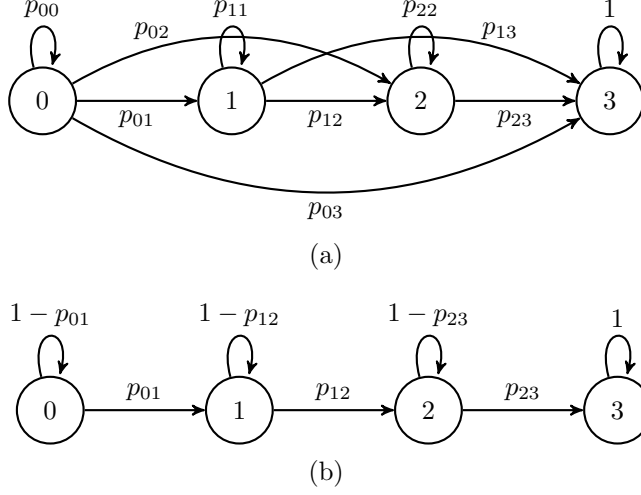 p₀₀ p₁₁ p₂₂ 1
p₀₂ p₁₃
0 1 2 3
p₀₁ p₁₂ p₂₃
p₀₃
(a)
1 − p₀₁ 1 − p₁₂ 1 − p₂₃ 1
p₀₁ p₁₂ p₂₃
0 1 2 3
(b)